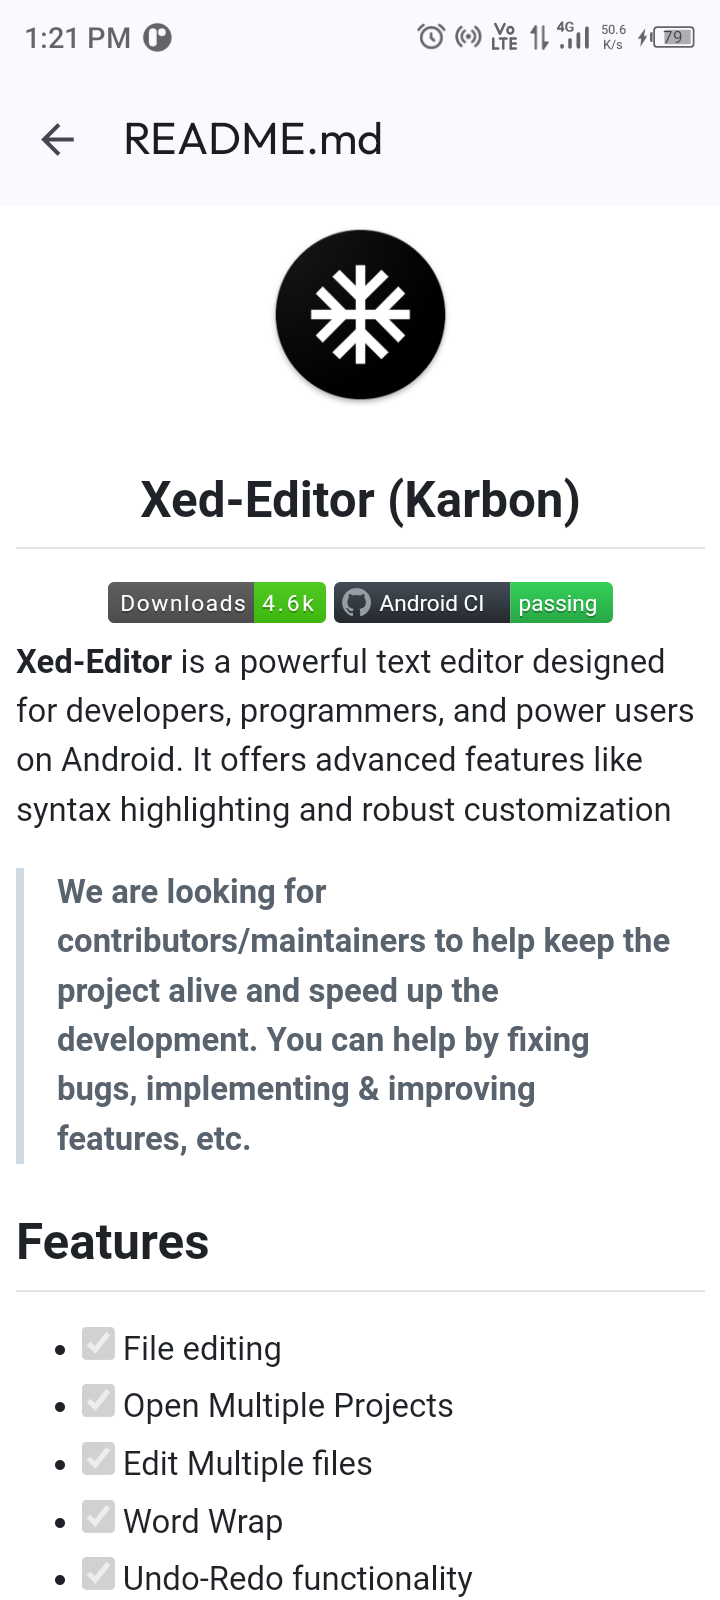 1:21 PM
Vo LTE 4G 50.6 K/s 79
README.md
Xed-Editor (Karbon)
Downloads 4.6k Android CI passing
Xed-Editor is a powerful text editor designed
for developers, programmers, and power users
on Android. It offers advanced features like
syntax highlighting and robust customization
We are looking for
contributors/maintainers to help keep the
project alive and speed up the
development. You can help by fixing
bugs, implementing & improving
features, etc.
Features
File editing
Open Multiple Projects
Edit Multiple files
Word Wrap
Undo-Redo functionality